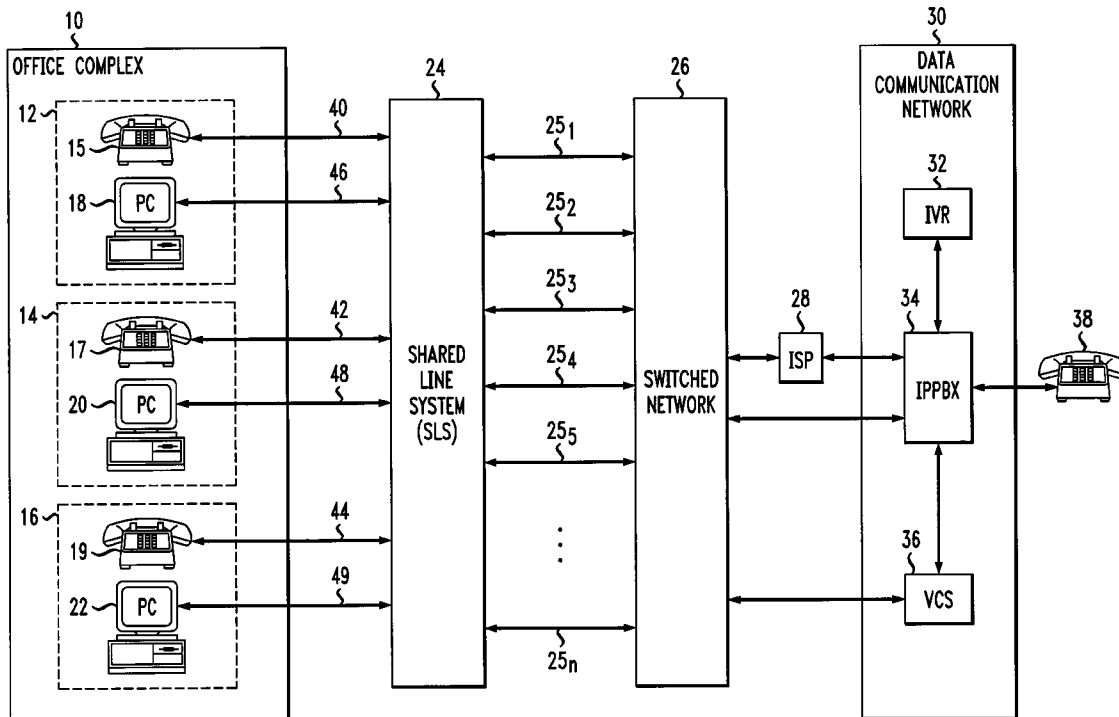 10
OFFICE COMPLEX
12
15
18
PC
14
17
20
PC
16
19
22
PC
40
46
42
48
44
49
24
SHARED
LINE
SYSTEM
(SLS)
25₁
25₂
25₃
25₄
25₅
25ₙ
26
SWITCHED
NETWORK
28
ISP
30
DATA
COMMUNICATION
NETWORK
32
IVR
34
IPPBX
36
VCS
38